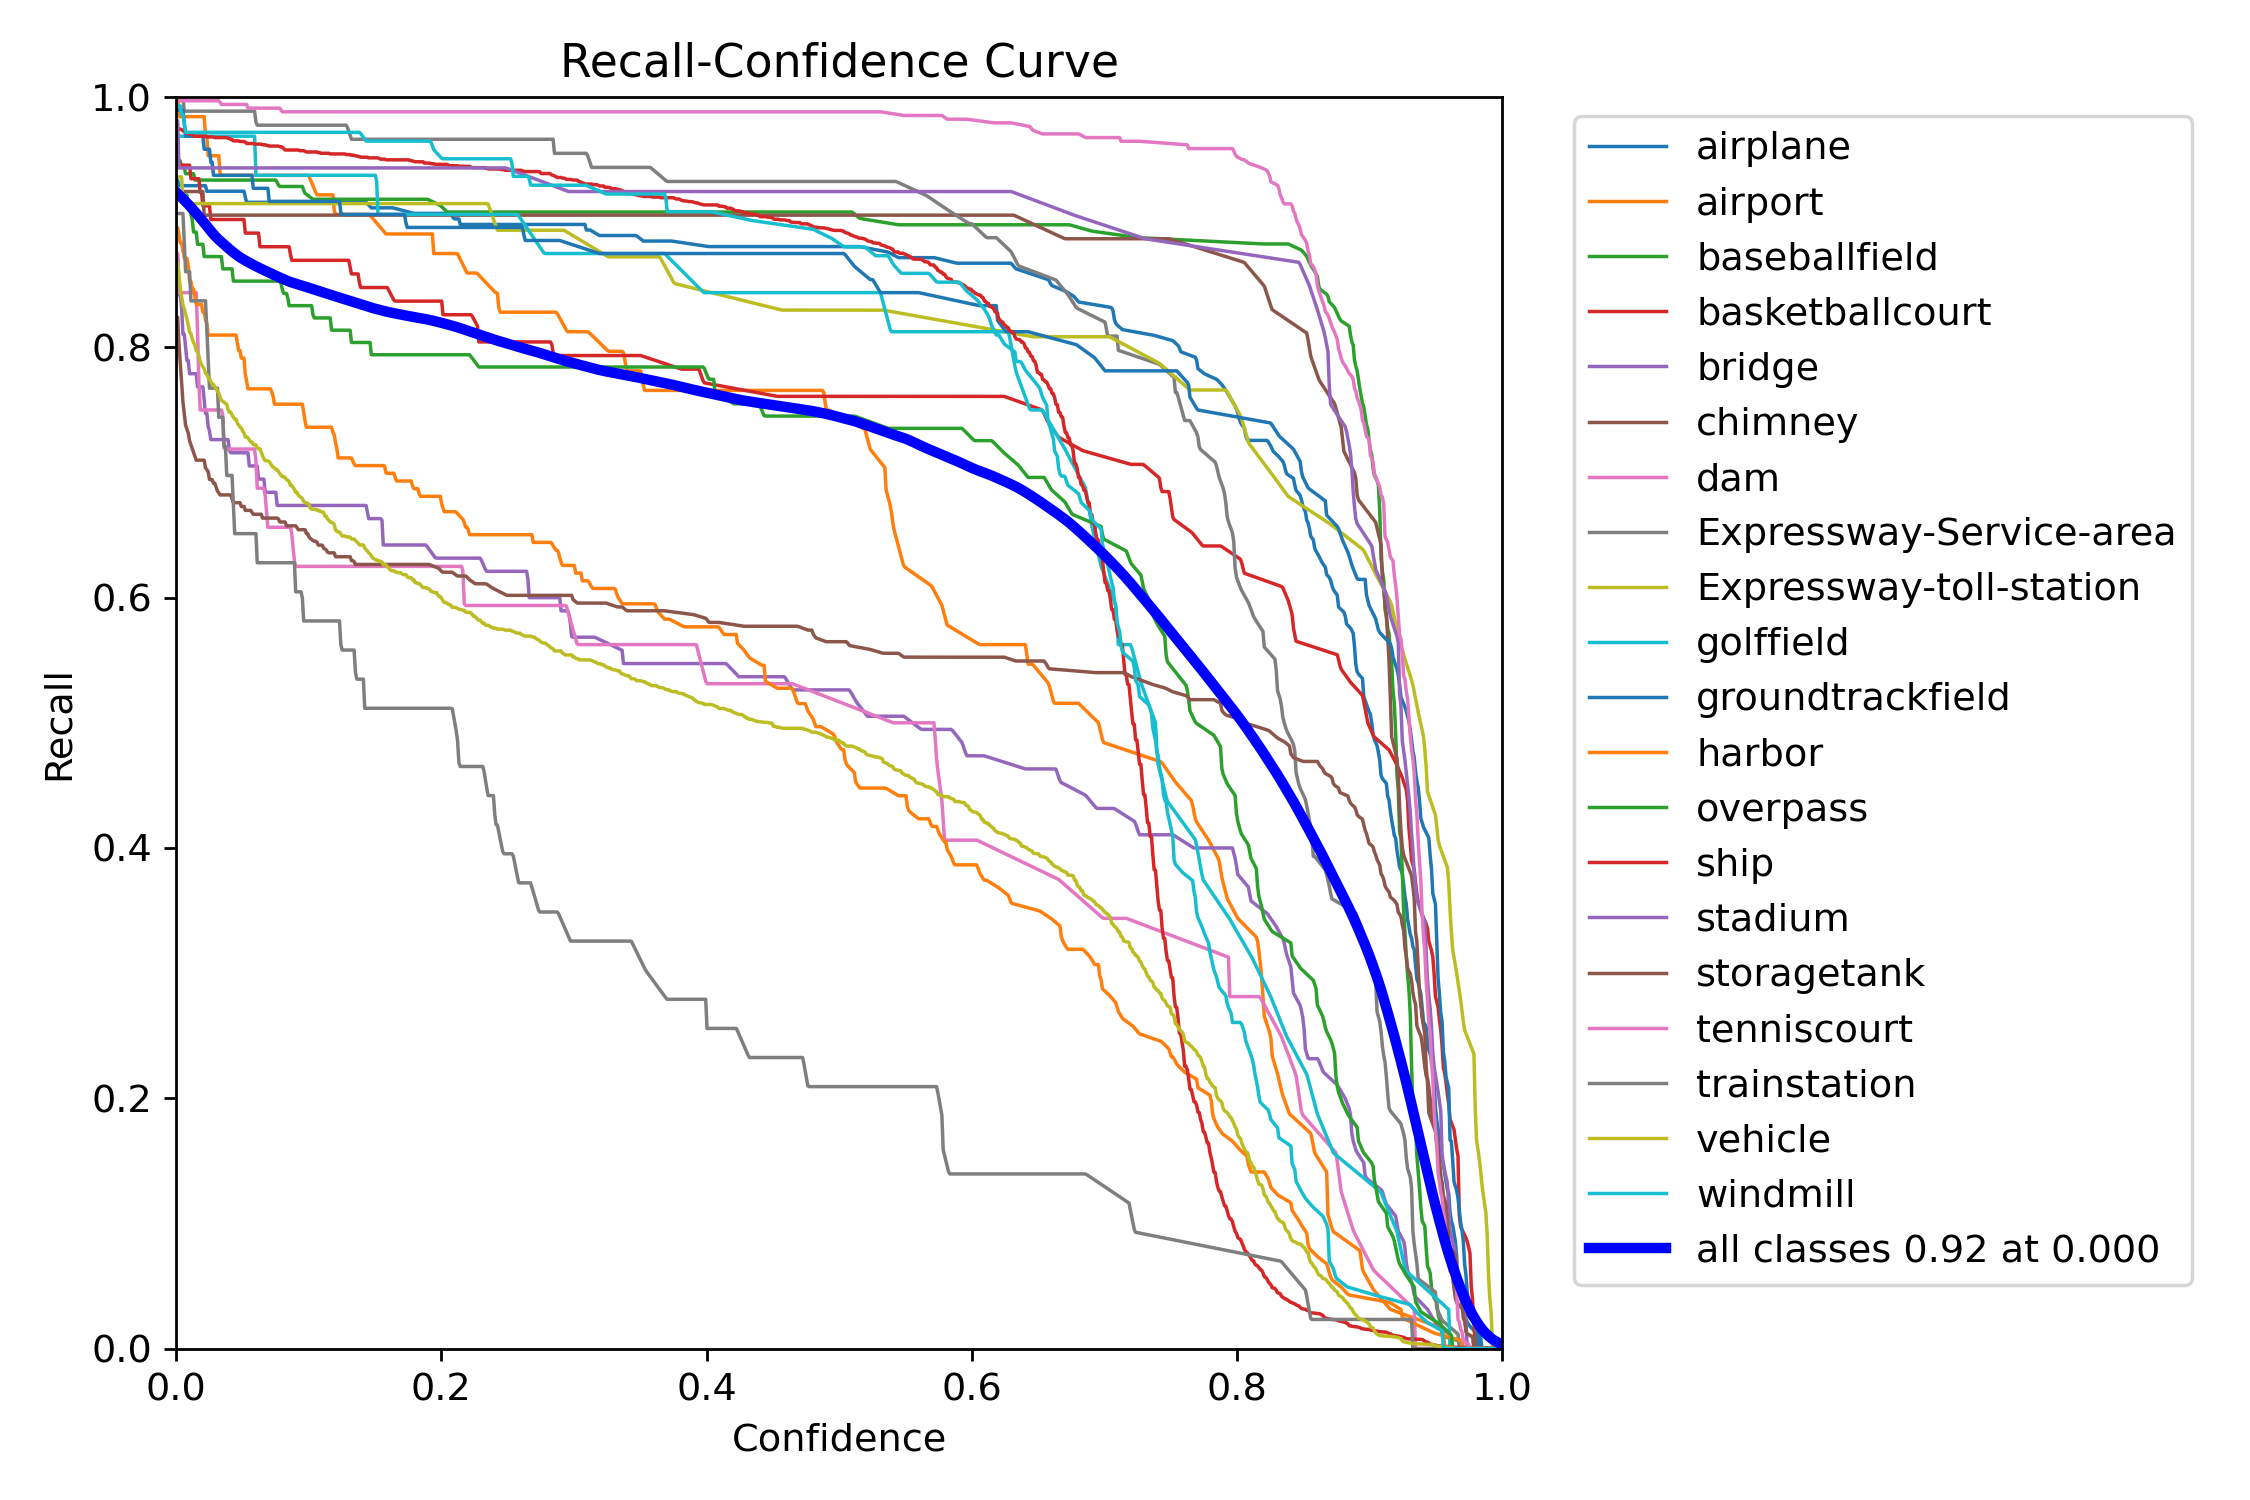 Recall-Confidence Curve
1.0
0.8
0.6
0.4
0.2
0.0
Recall
0.0 0.2 0.4 0.6 0.8 1.0
Confidence
airplane
airport
baseballfield
basketballcourt
bridge
chimney
dam
Expressway-Service-area
Expressway-toll-station
golffield
groundtrackfield
harbor
overpass
ship
stadium
storagetank
tenniscourt
trainstation
vehicle
windmill
all classes 0.92 at 0.000